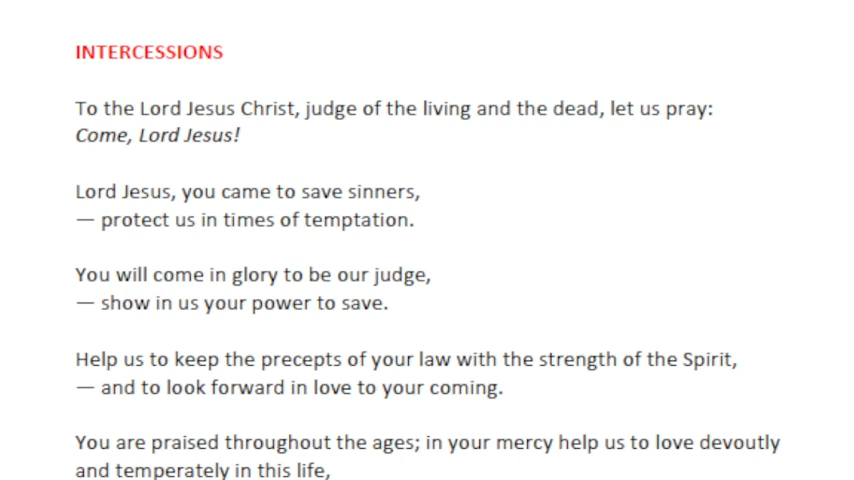 INTERCESSIONS
To the Lord Jesus Christ, judge of the living and the dead, let us pray:
Come, Lord Jesus!
Lord Jesus, you came to save sinners,
— protect us in times of temptation.
You will come in glory to be our judge,
— show in us your power to save.
Help us to keep the precepts of your law with the strength of the Spirit,
— and to look forward in love to your coming.
You are praised throughout the ages; in your mercy help us to love devoutly
and temperately in this life,